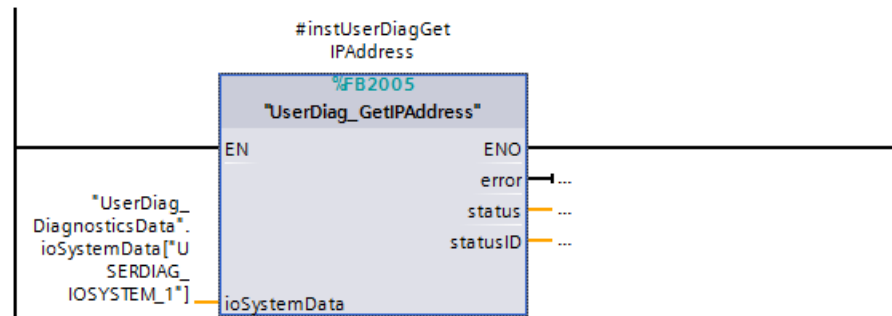 #instUserDiagGet
IPAddress
%FB2005
"UserDiag_GetIPAddress"
EN
ENO
error
...
status
...
statusID
...
"UserDiag_
DiagnosticsData".
ioSystemData["U
SERDIAG_
IOSYSTEM_1"]
ioSystemData